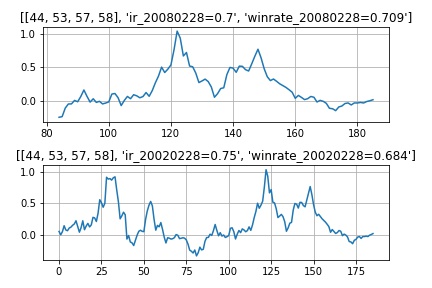 [[44, 53, 57, 58], 'ir_20080228=0.7', 'winrate_20080228=0.709']
1.0
0.5
0.0
80 100 120 140 160 180
[[44, 53, 57, 58], 'ir_20020228=0.75', 'winrate_20020228=0.684']
1.0
0.5
0.0
0 25 50 75 100 125 150 175